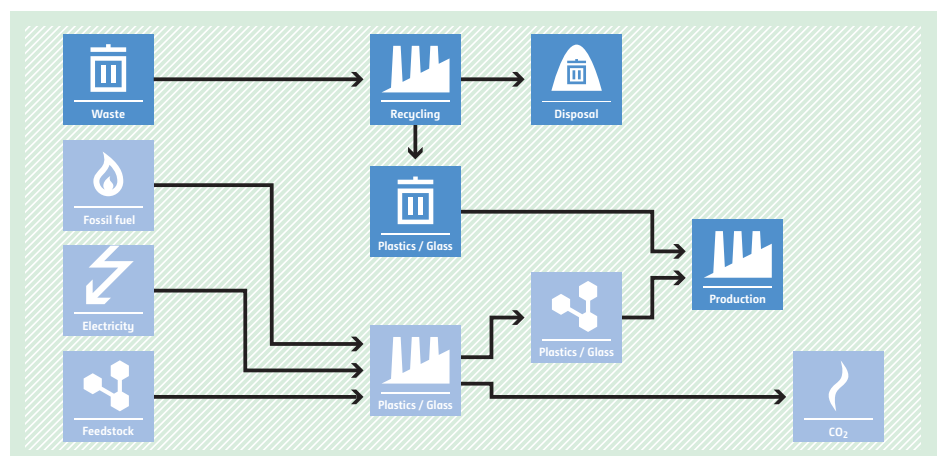 Waste
Recycling
Disposal
Fossil fuel
Plastics / Glass
Electricity
Production
Plastics / Glass
Feedstock
Plastics / Glass
CO₂